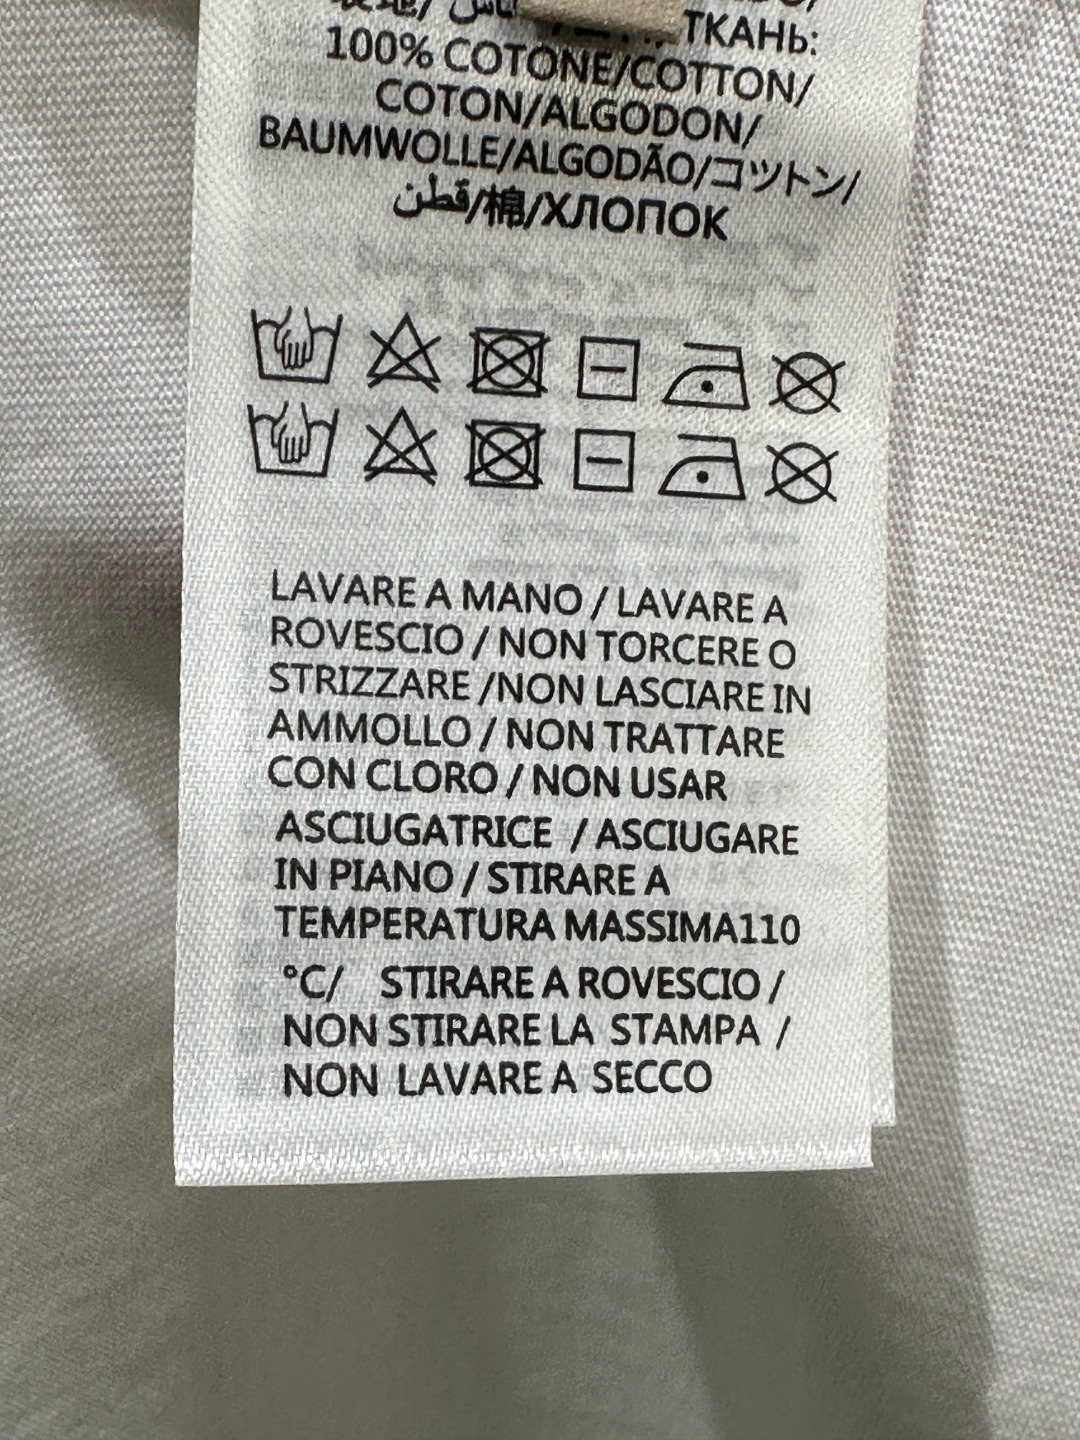 ТКАНЬ:
100% COTONE/COTTON/
COTON/ALGODON/
BAUMWOLLE/ALGODÃO/コットン/
قطن/棉/ХЛОПОК
LAVARE A MANO / LAVARE A
ROVESCIO / NON TORCERE O
STRIZZARE /NON LASCIARE IN
AMMOLLO / NON TRATTARE
CON CLORO / NON USAR
ASCIUGATRICE / ASCIUGARE
IN PIANO / STIRARE A
TEMPERATURA MASSIMA110
°C/ STIRARE A ROVESCIO /
NON STIRARE LA STAMPA /
NON LAVARE A SECCO